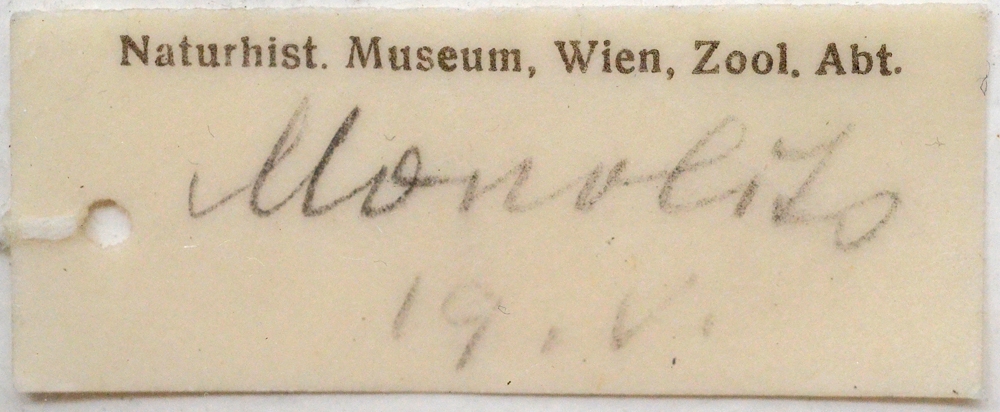 Naturhist. Museum, Wien, Zool. Abt.
Monolito
19. V.